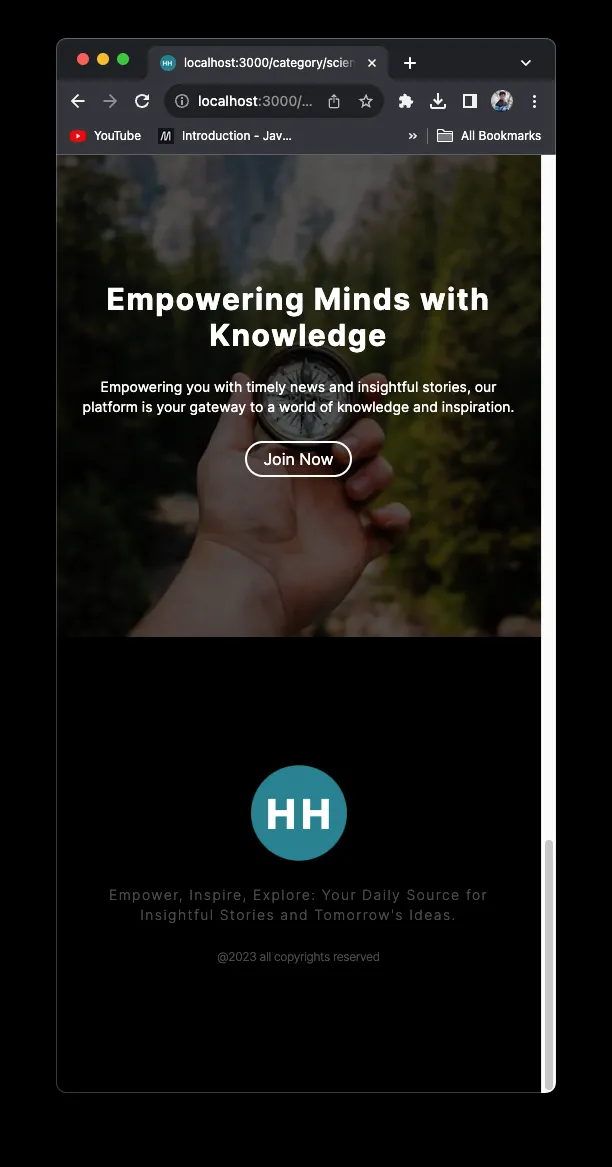 HH localhost:3000/category/scien
localhost:3000/...
YouTube Introduction - Jav... » All Bookmarks
Empowering Minds with
Knowledge
Empowering you with timely news and insightful stories, our
platform is your gateway to a world of knowledge and inspiration.
Join Now
HH
Empower, Inspire, Explore: Your Daily Source for
Insightful Stories and Tomorrow's Ideas.
@2023 all copyrights reserved